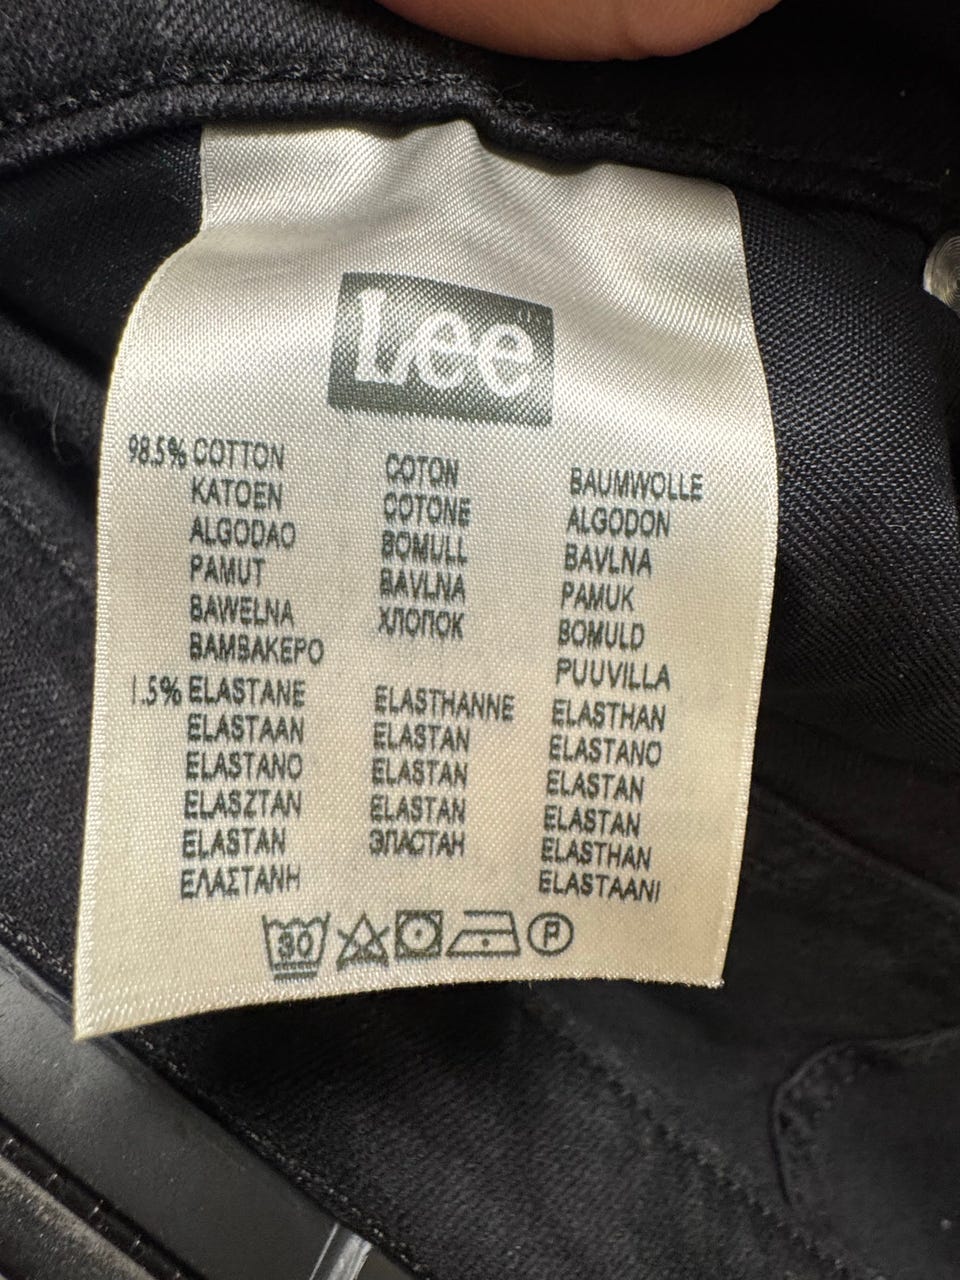 Lee
98.5% COTTON COTON BAUMWOLLE
KATOEN COTONE ALGODON
ALGODAO BOMULL BAVLNA
PAMUT BAVLNA PAMUK
BAWEŁNA ХЛОПОК BOMULD
BAMBAKEPO PUUVILLA
1.5% ELASTANE ELASTHANNE ELASTHAN
ELASTAAN ELASTAN ELASTANO
ELASTANO ELASTAN ELASTAN
ELASZTAN ELASTAN ELASTAN
ELASTAN ЭЛАСТАН ELASTHAN
ΕΛΑΣΤΑΝΗ ELASTAANI
30 P